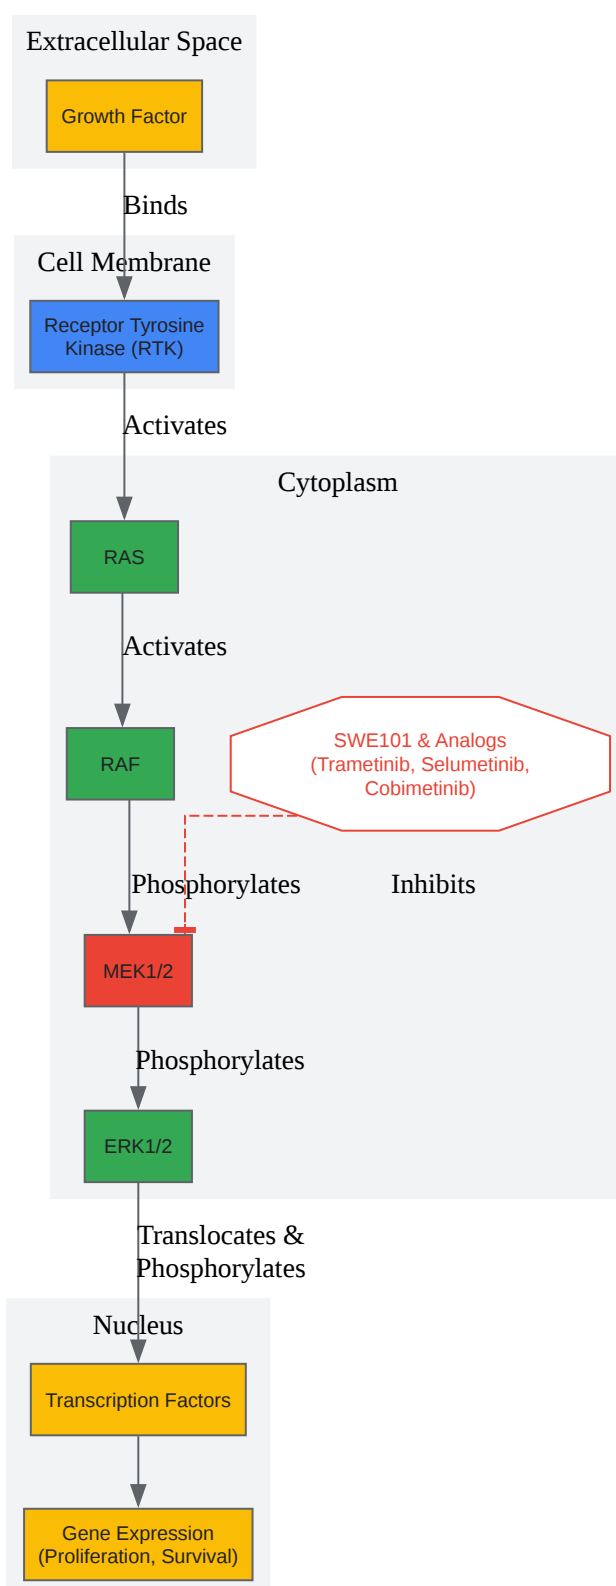 Extracellular Space
Growth Factor
Binds
Cell Membrane
Receptor Tyrosine
Kinase (RTK)
Activates
Cytoplasm
RAS
Activates
RAF
SWE101 & Analogs
(Trametinib, Selumetinib,
Cobimetinib)
Phosphorylates
Inhibits
MEK1/2
Phosphorylates
ERK1/2
Translocates &
Phosphorylates
Nucleus
Transcription Factors
Gene Expression
(Proliferation, Survival)